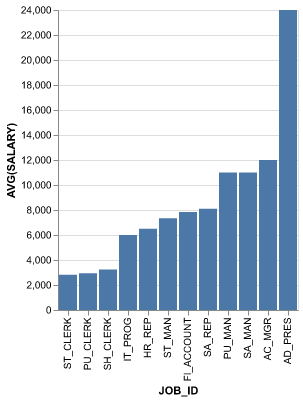 24,000
22,000
20,000
18,000
16,000
14,000
12,000
10,000
8,000
6,000
4,000
2,000
0
AVG(SALARY)
ST_CLERK
PU_CLERK
SH_CLERK
IT_PROG
HR_REP
ST_MAN
FI_ACCOUNT
SA_REP
PU_MAN
SA_MAN
AC_MGR
AD_PRES
JOB_ID